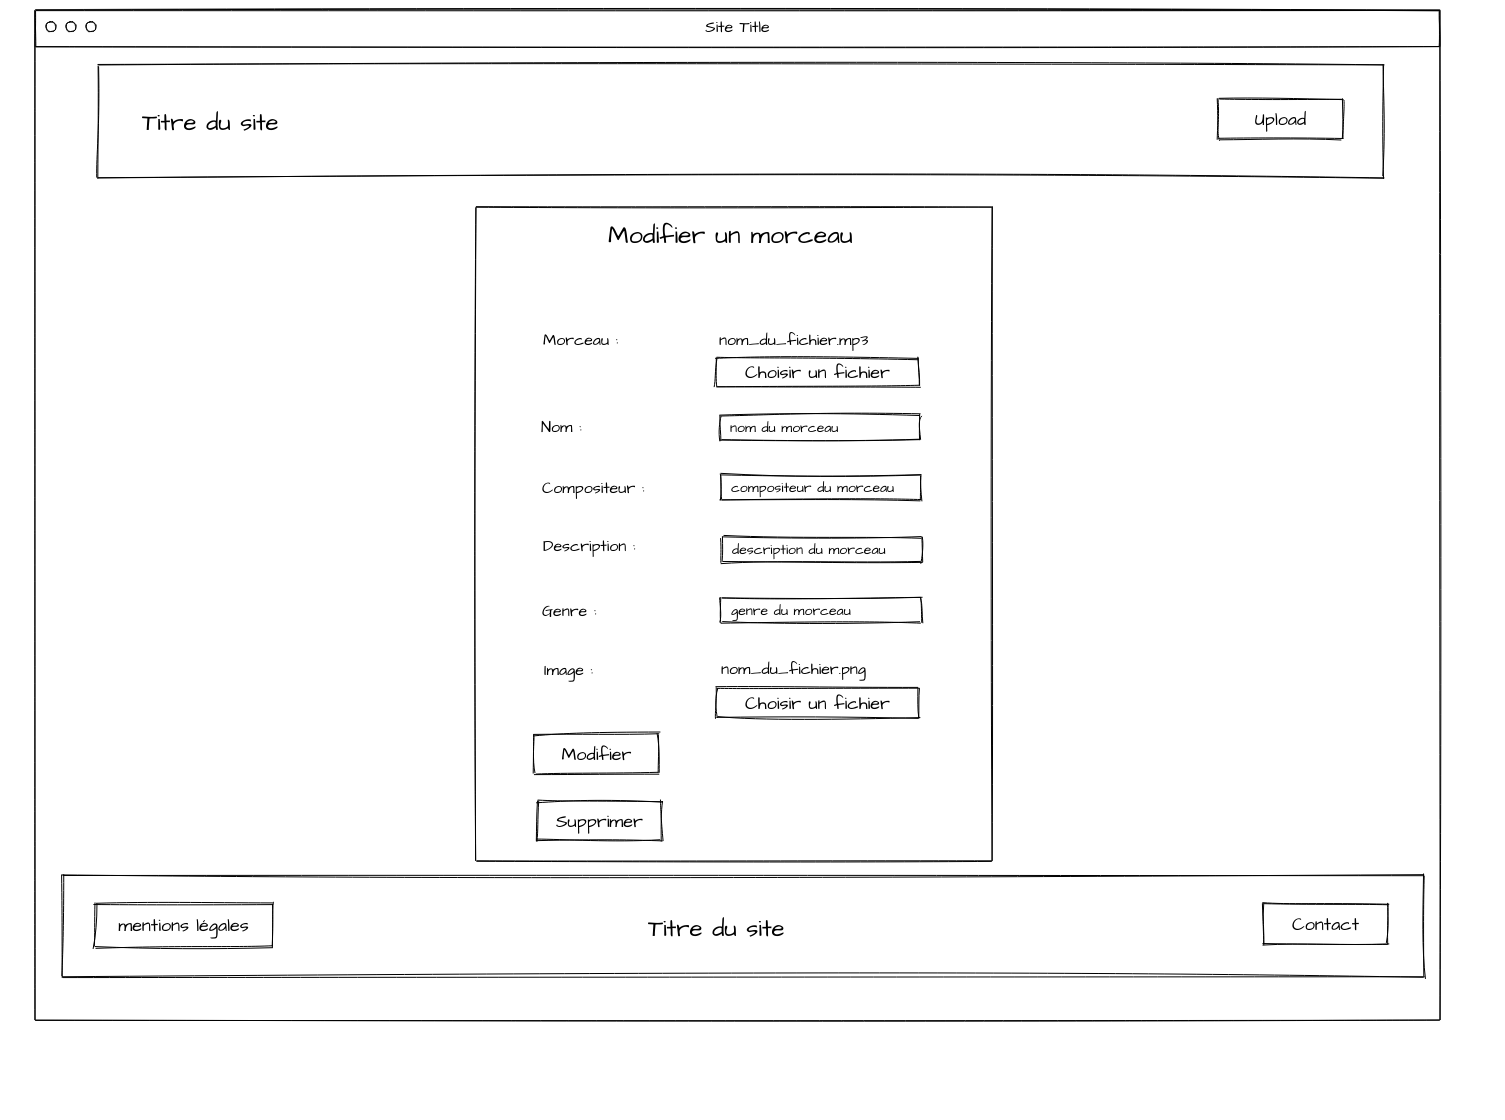 Site Title
Titre du site
Upload
Modifier un morceau
Morceau :
nom_du_fichier.mp3
Choisir un fichier
Nom :
nom du morceau
Compositeur :
compositeur du morceau
Description :
description du morceau
Genre :
genre du morceau
Image :
nom_du_fichier.png
Choisir un fichier
Modifier
Supprimer
mentions légales
Titre du site
Contact